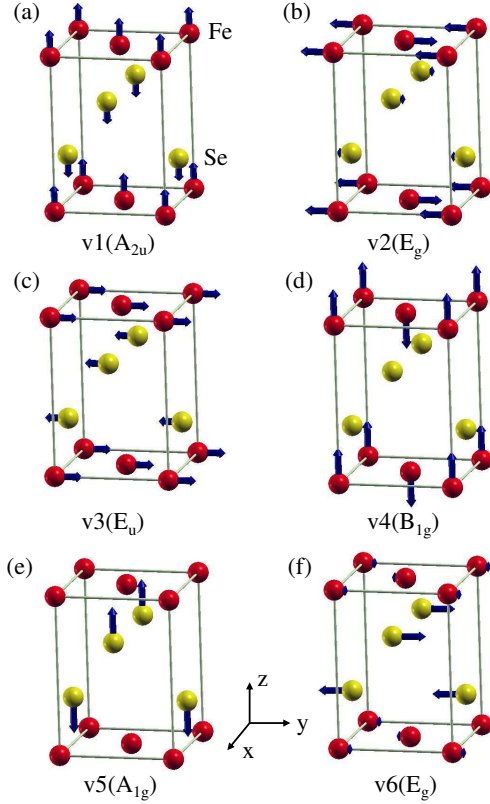 (a)
Fe
Se
v1(A2u)
(b)
v2(Eg)
(c)
v3(Eu)
(d)
v4(B1g)
(e)
v5(A1g)
z
y
x
(f)
v6(Eg)